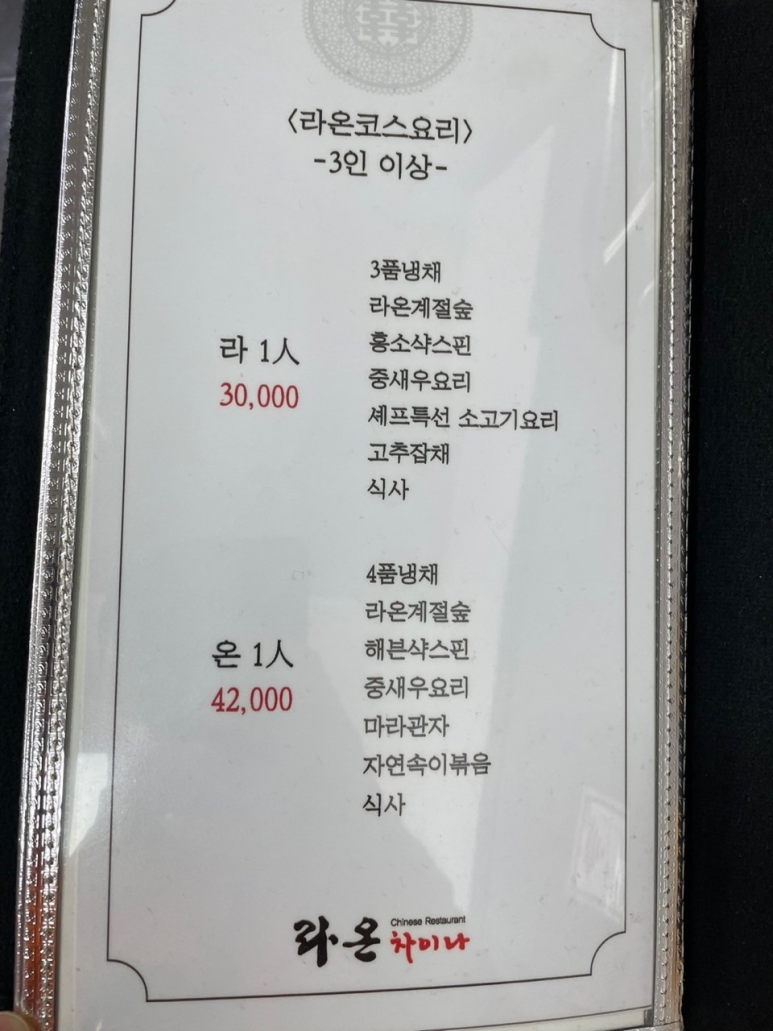 <라온코스요리>
-3인 이상-
라 1人
30,000
3품냉채
라온계절숲
홍소샥스핀
중새우요리
셰프특선 소고기요리
고추잡채
식사
온 1人
42,000
4품냉채
라온계절숲
해븐샥스핀
중새우요리
마라관자
자연속이볶음
식사
라온 Chinese Restaurant
차이나